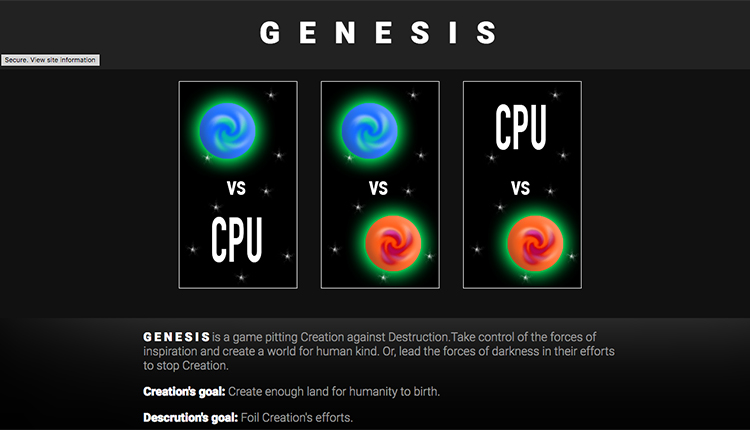 GENESIS
Secure. View site information
CPU
VS
VS
VS
CPU
GENESIS is a game pitting Creation against Destruction.Take control of the forces of
inspiration and create a world for human kind. Or, lead the forces of darkness in their efforts
to stop Creation.
Creation's goal: Create enough land for humanity to birth.
Descrution's goal: Foil Creation's efforts.